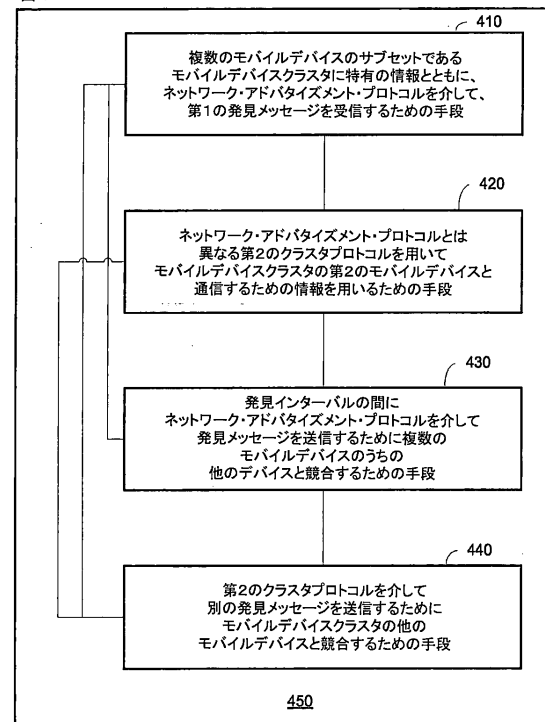 410
複数のモバイルデバイスのサブセットである
モバイルデバイスクラスタに特有の情報とともに、
ネットワーク・アドバタイズメント・プロトコルを介して、
第1の発見メッセージを受信するための手段
420
ネットワーク・アドバタイズメント・プロトコルとは
異なる第2のクラスタプロトコルを用いて
モバイルデバイスクラスタの第2のモバイルデバイスと
通信するための情報を用いるための手段
430
発見インターバルの間に
ネットワーク・アドバタイズメント・プロトコルを介して
発見メッセージを送信するために複数の
モバイルデバイスのうちの
他のデバイスと競合するための手段
440
第2のクラスタプロトコルを介して
別の発見メッセージを送信するために
モバイルデバイスクラスタの他の
モバイルデバイスと競合するための手段
450